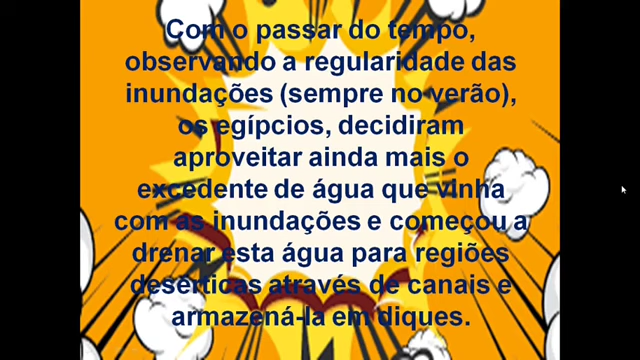 Com o passar do tempo,
observando a regularidade das
inundações (sempre no verão),
os egípcios, decidiram
aproveitar ainda mais o
excedente de água que vinha
com as inundações e começou a
drenar esta água para regiões
desérticas através de canais e
armazená-la em diques.